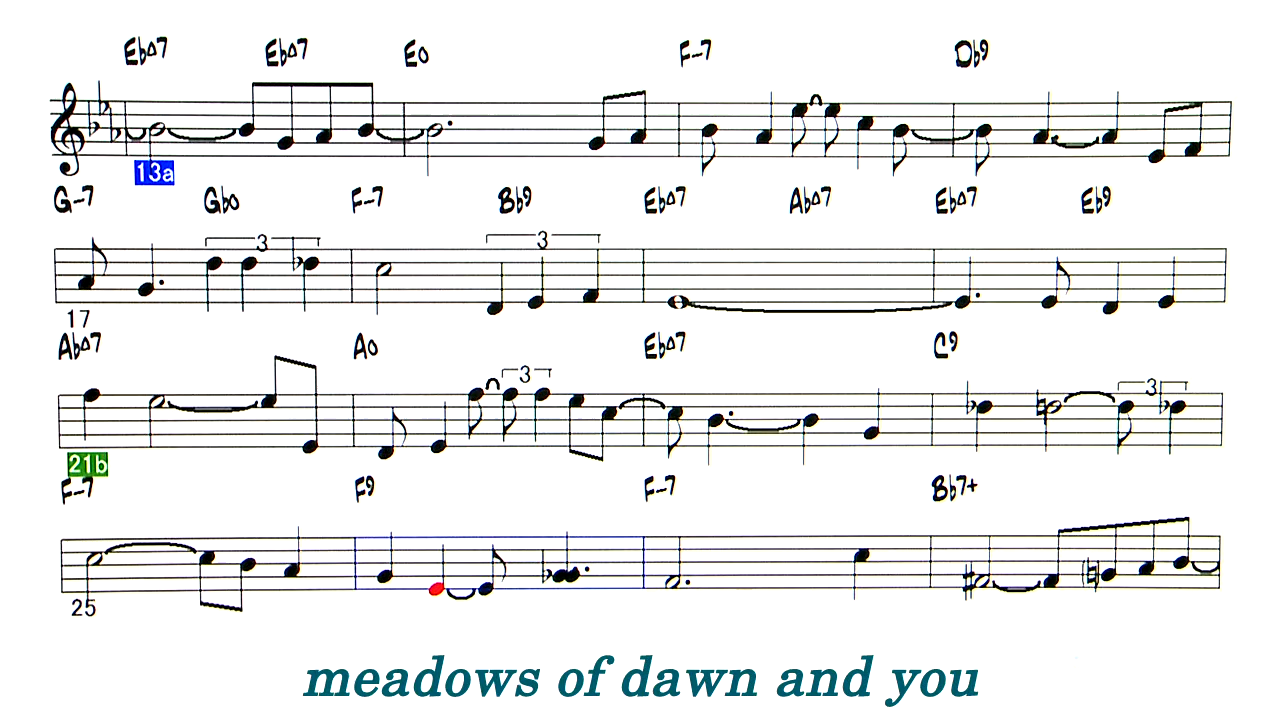 Eb△7 Eb△7 Eo F-7 Db9
13a
G-7 Gbo F-7 Bb9 Eb△7 Ab△7 Eb△7 Eb9
3 3
17
Ab△7 Ao Eb△7 C9
3 3
21b
F-7 F9 F-7 Bb7+
25
meadows of dawn and you